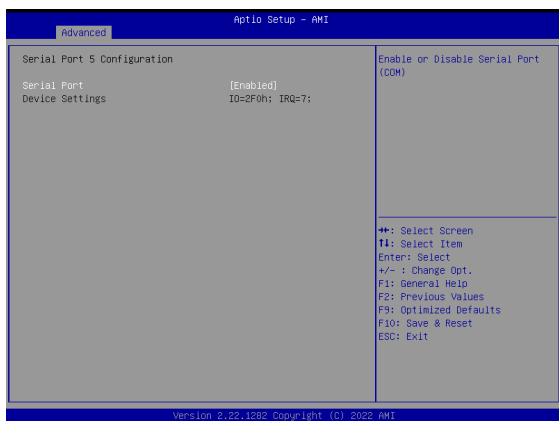 Aptio Setup - AMI
Advanced
Serial Port 5 Configuration
Serial Port [Enabled]
Device Settings IO=2F0h; IRQ=7;
Enable or Disable Serial Port
(COM)
→←: Select Screen
↑↓: Select Item
Enter: Select
+/- : Change Opt.
F1: General Help
F2: Previous Values
F9: Optimized Defaults
F10: Save & Reset
ESC: Exit
Version 2.22.1282 Copyright (C) 2022 AMI